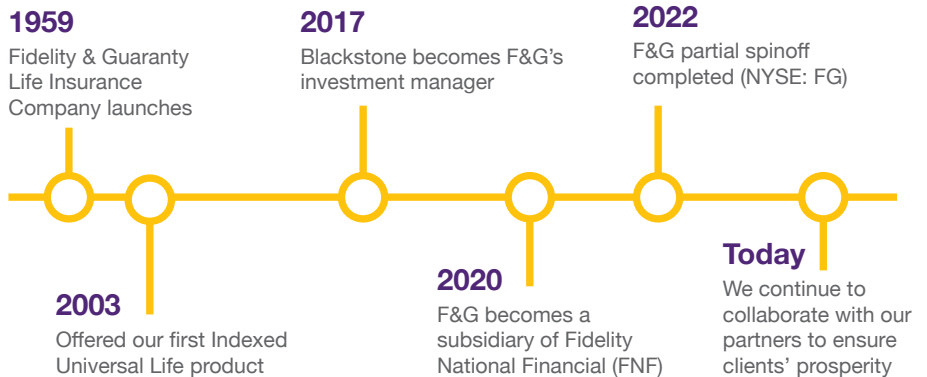 1959
Fidelity & Guaranty
Life Insurance
Company launches
2003
Offered our first Indexed
Universal Life product
2017
Blackstone becomes F&G's
investment manager
2020
F&G becomes a
subsidiary of Fidelity
National Financial (FNF)
2022
F&G partial spinoff
completed (NYSE: FG)
Today
We continue to
collaborate with our
partners to ensure
clients' prosperity